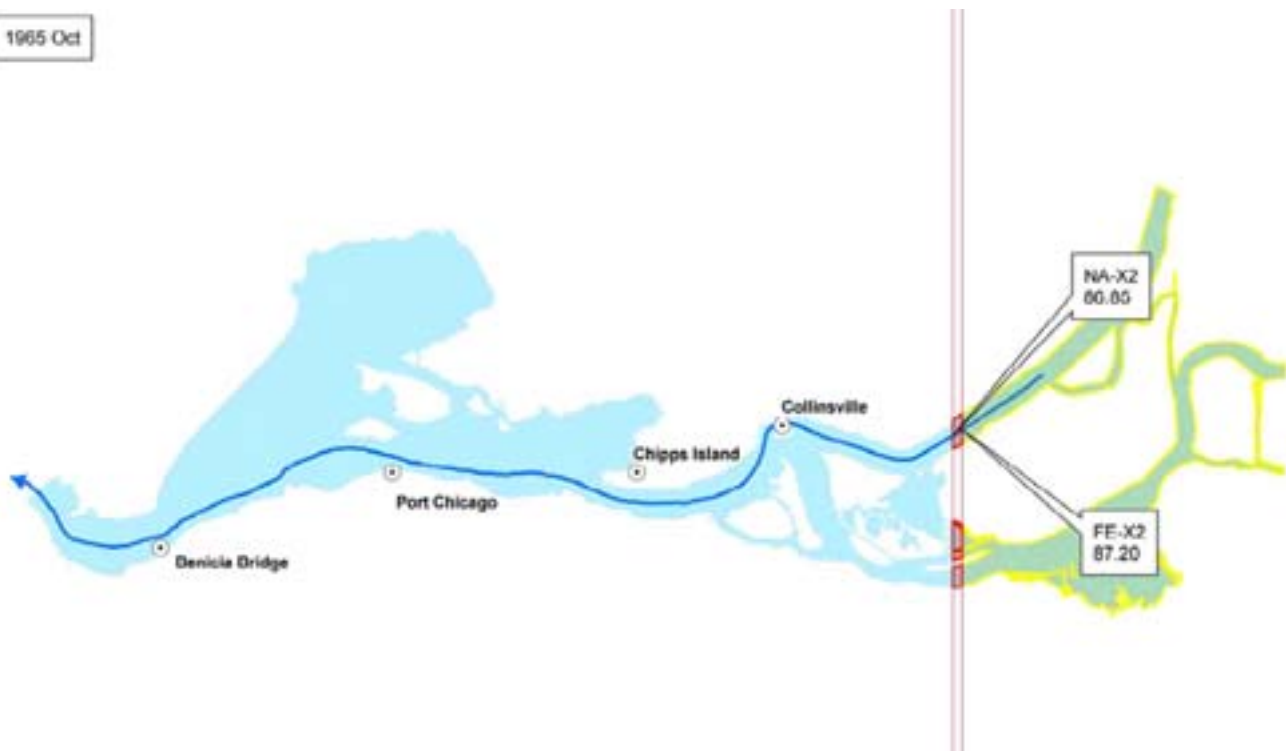 1965 Oct
NA-X2
86.85
Collinsville
Chipps Island
Port Chicago
FE-X2
87.20
Benicia Bridge